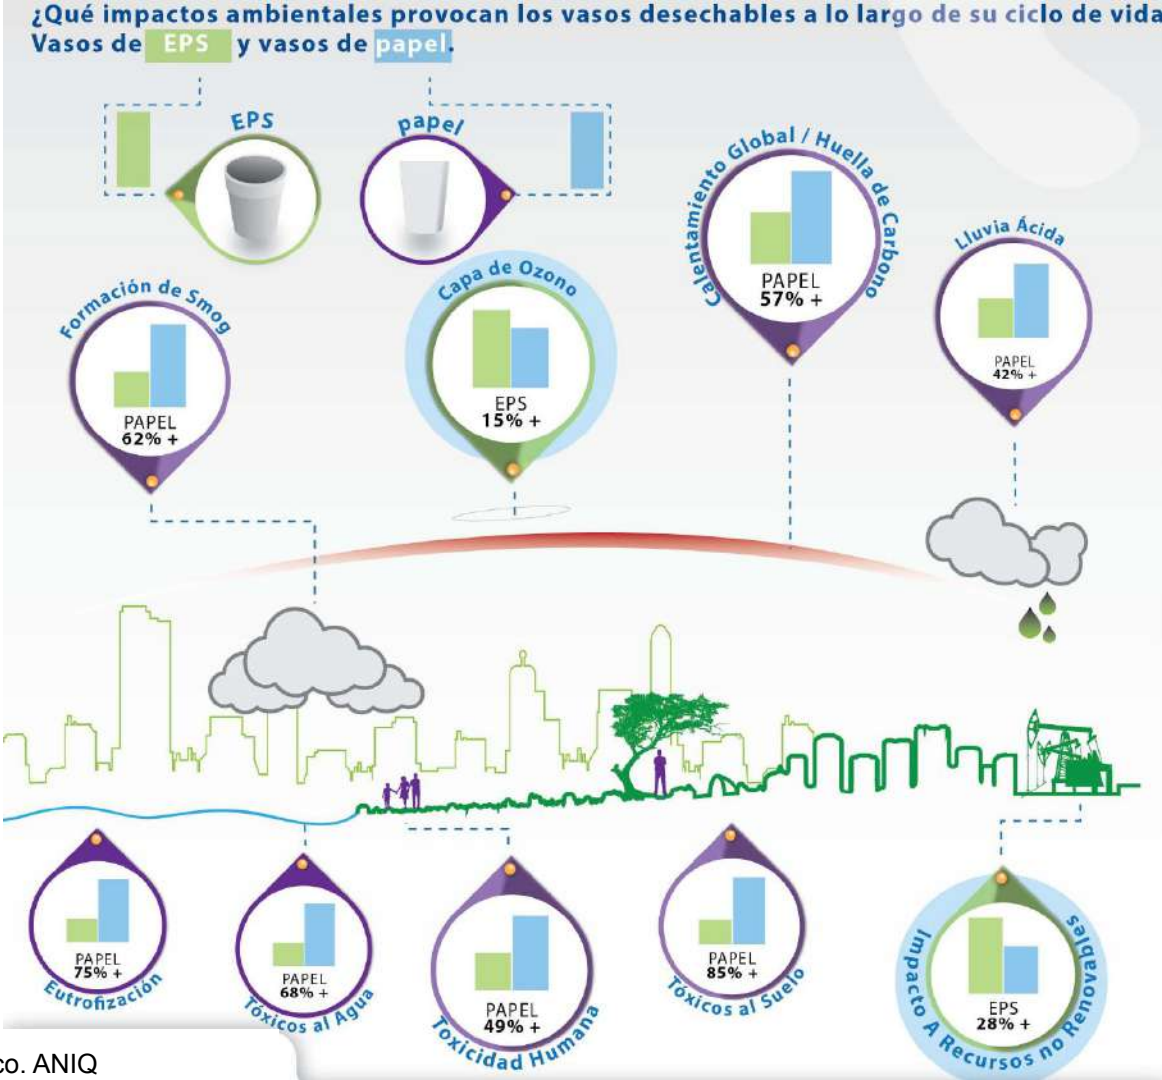 ¿Qué impactos ambientales provocan los vasos desechables a lo largo de su ciclo de vida
Vasos de EPS y vasos de papel.
EPS
papel
Calentamiento Global / Huella de Carbono
PAPEL
57% +
Lluvia Ácida
PAPEL
42% +
Capa de Ozono
EPS
15% +
Formación de Smog
PAPEL
62% +
PAPEL
75% +
Eutrofización
PAPEL
68% +
Tóxicos al Agua
PAPEL
49% +
Toxicidad Humana
PAPEL
85% +
Tóxicos al Suelo
EPS
28% +
Impacto A Recursos no Renovables
co. ANIQ